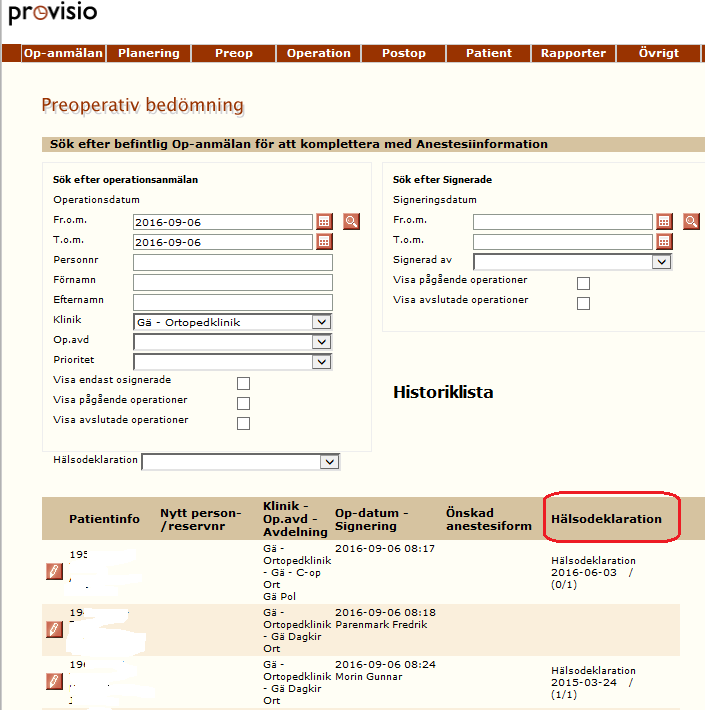 provisio
Op-anmälan Planering Preop Operation Postop Patient Rapporter Övrigt
Preoperativ bedömning
Sök efter befintlig Op-anmälan för att komplettera med Anestesiinformation
Sök efter operationsanmälan
Operationsdatum
Fr.o.m. 2016-09-06
T.o.m. 2016-09-06
Personnr
Förnamn
Efternamn
Klinik Gä - Ortopedklinik
Op.avd
Prioritet
Visa endast osignerade
Visa pågående operationer
Visa avslutade operationer
Hälsodeklaration
Sök efter Signerade
Signeringsdatum
Fr.o.m.
T.o.m.
Signerad av
Visa pågående operationer
Visa avslutade operationer
Historiklista
Patientinfo
Nytt person-
/reservnr
Klinik -
Op.avd -
Avdelning
Op-datum -
Signering
Önskad
anestesiform
Hälsodeklaration
195
Gä -
Ortopedklinik
- Gä - C-op
Ort
Gä Pol
2016-09-06 08:17
Hälsodeklaration
2016-06-03 /
(0/1)
Gä -
Ortopedklinik
- Gä Dagkir
Ort
2016-09-06 08:18
Parenmark Fredrik
Gä -
Ortopedklinik
- Gä Dagkir
Ort
2016-09-06 08:24
Morin Gunnar
Hälsodeklaration
2015-03-24 /
(1/1)